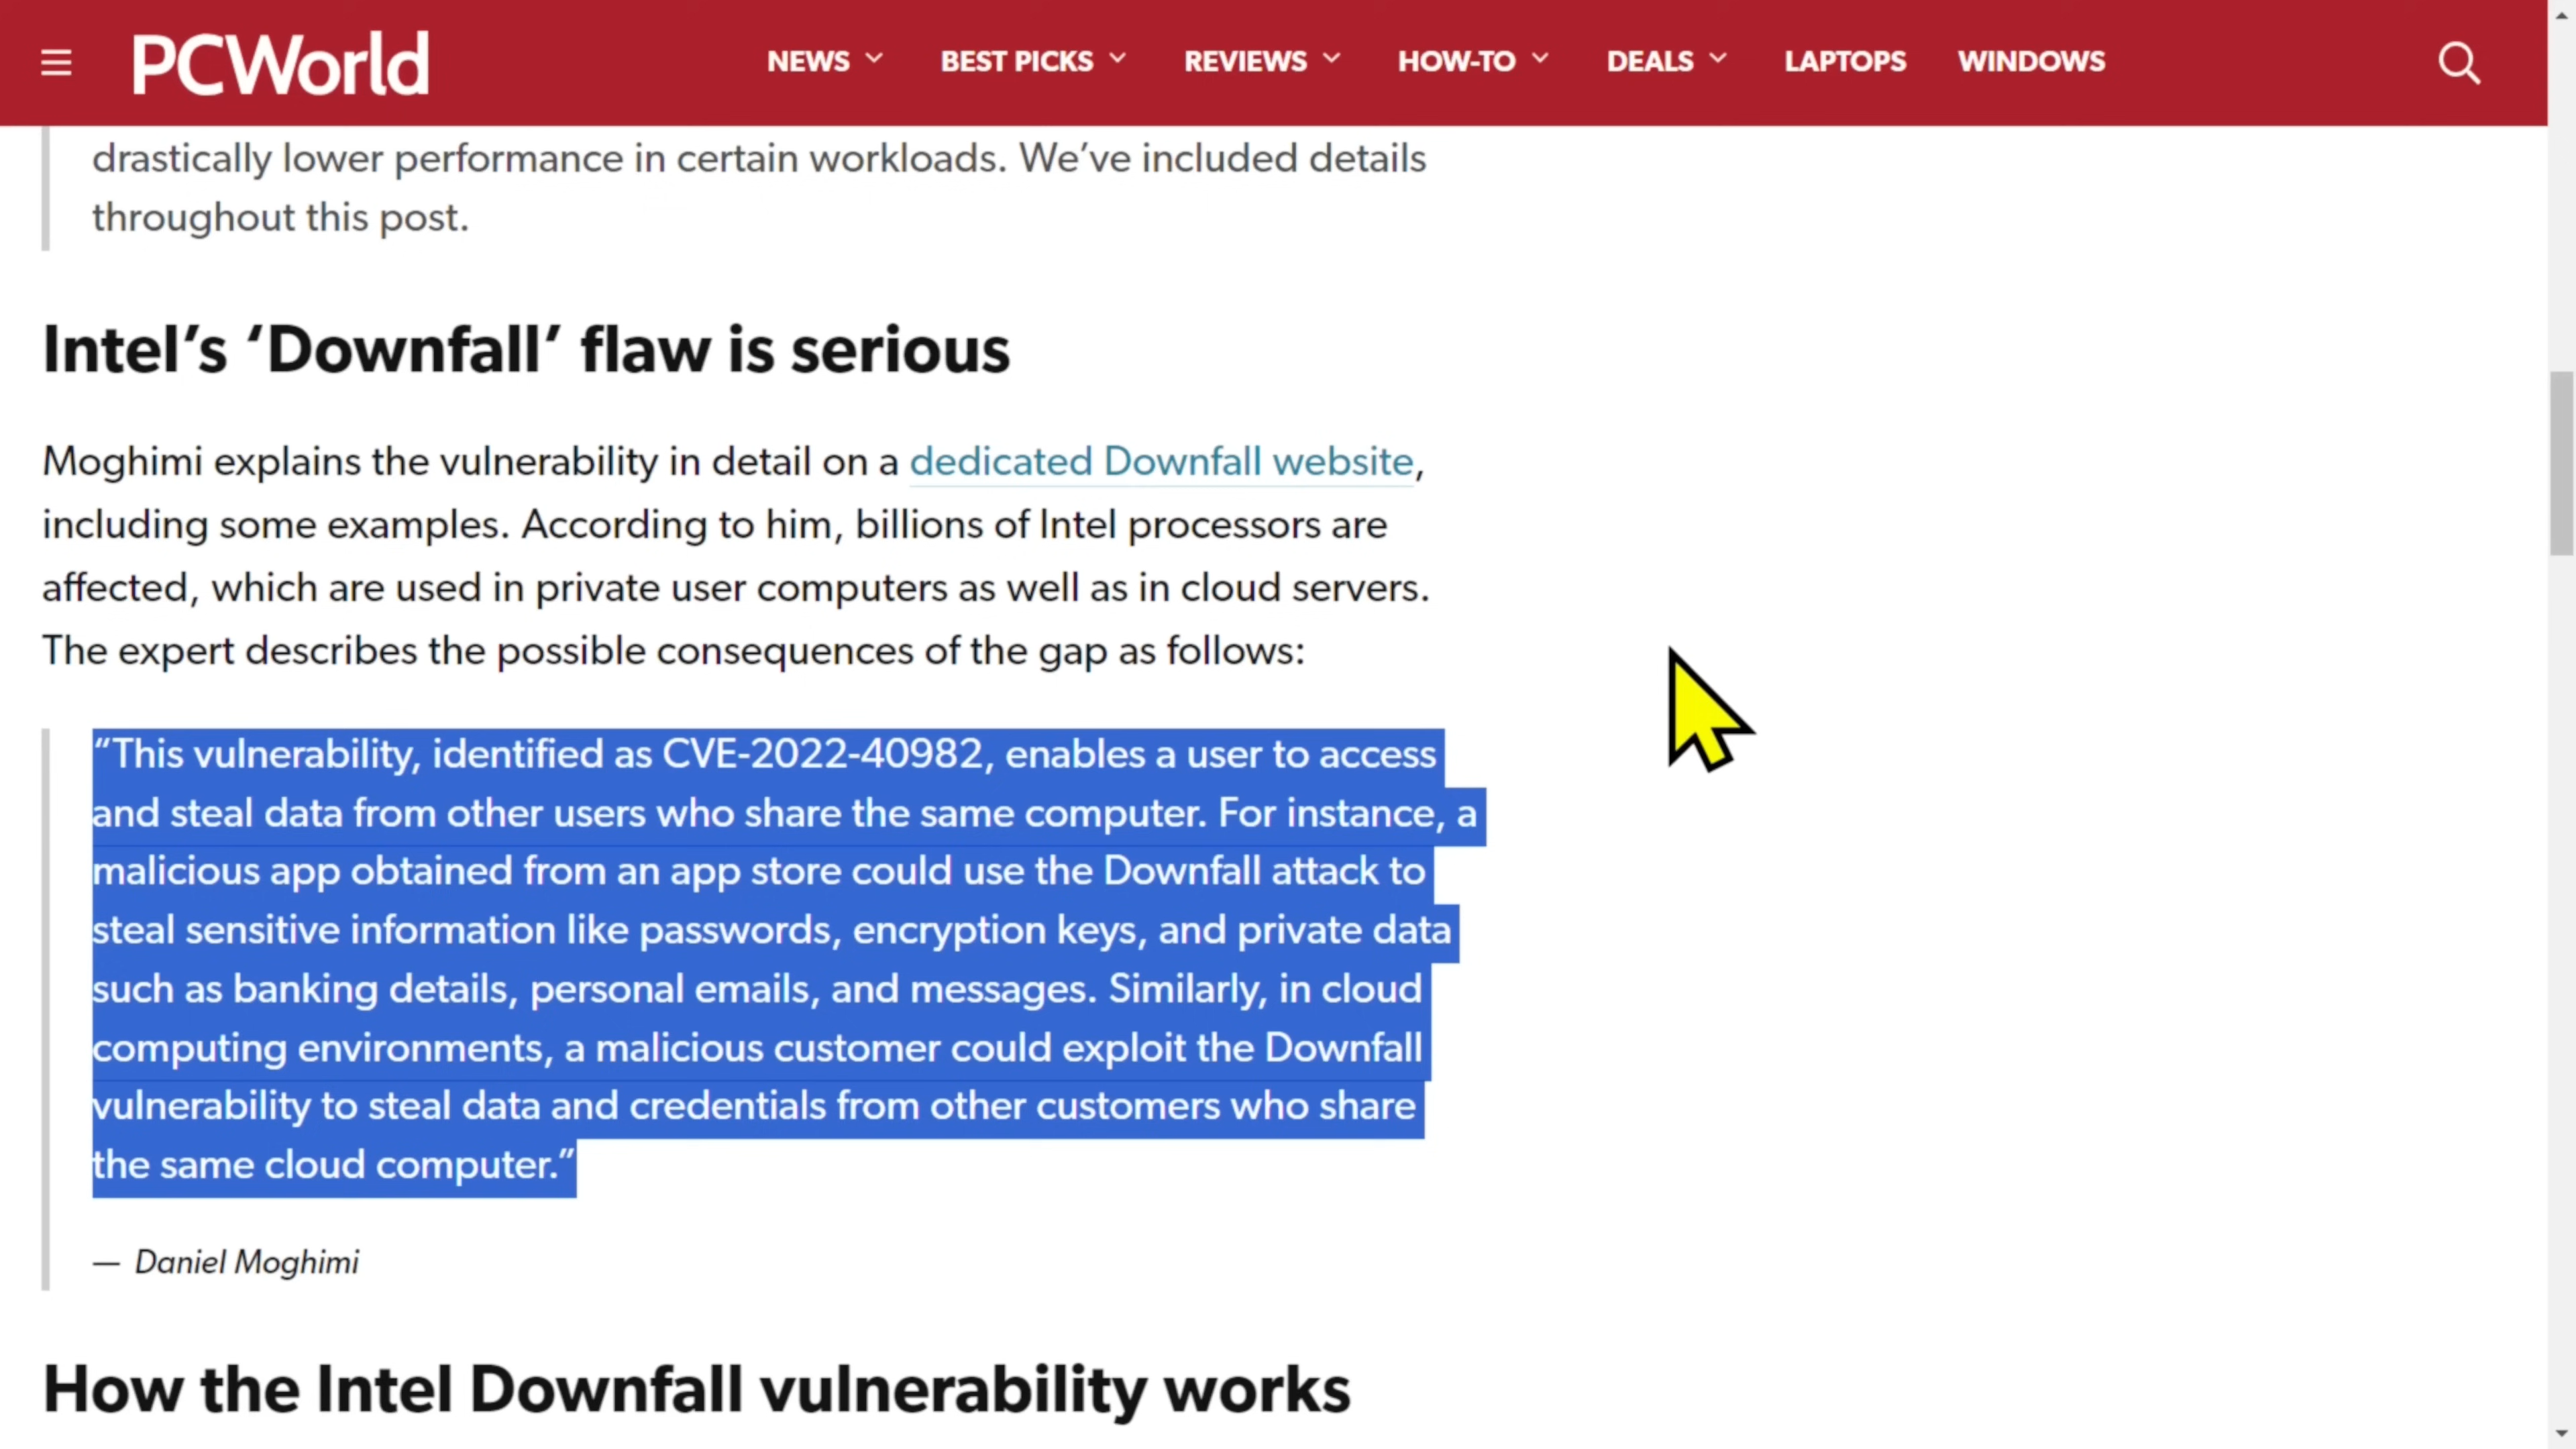 PCWorld
NEWS
BEST PICKS
REVIEWS
HOW-TO
DEALS
LAPTOPS
WINDOWS
drastically lower performance in certain workloads. We’ve included details
throughout this post.
Intel’s ‘Downfall’ flaw is serious
Moghimi explains the vulnerability in detail on a dedicated Downfall website,
including some examples. According to him, billions of Intel processors are
affected, which are used in private user computers as well as in cloud servers.
The expert describes the possible consequences of the gap as follows:
“This vulnerability, identified as CVE-2022-40982, enables a user to access
and steal data from other users who share the same computer. For instance, a
malicious app obtained from an app store could use the Downfall attack to
steal sensitive information like passwords, encryption keys, and private data
such as banking details, personal emails, and messages. Similarly, in cloud
computing environments, a malicious customer could exploit the Downfall
vulnerability to steal data and credentials from other customers who share
the same cloud computer.”
— Daniel Moghimi
How the Intel Downfall vulnerability works